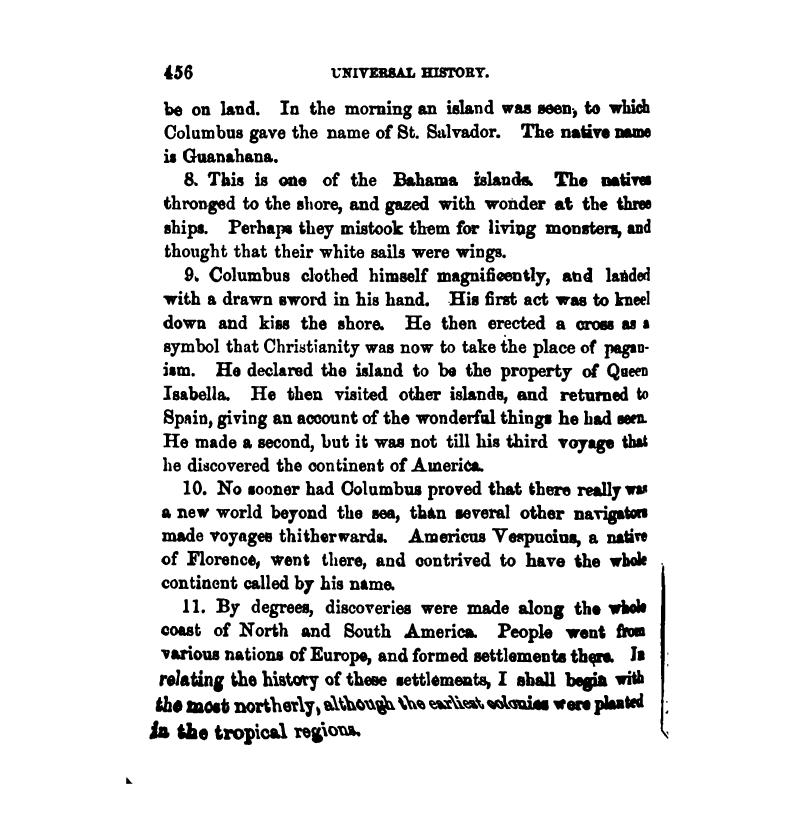 456 UNIVERSAL HISTORY.
be on land. In the morning an island was seen, to which
Columbus gave the name of St. Salvador. The native name
is Guanahana.
8. This is one of the Bahama islands. The natives
thronged to the shore, and gazed with wonder at the three
ships. Perhaps they mistook them for living monsters, and
thought that their white sails were wings.
9. Columbus clothed himself magnificently, and landed
with a drawn sword in his hand. His first act was to kneel
down and kiss the shore. He then erected a cross as a
symbol that Christianity was now to take the place of pagan-
ism. He declared the island to be the property of Queen
Isabella. He then visited other islands, and returned to
Spain, giving an account of the wonderful things he had seen.
He made a second, but it was not till his third voyage that
he discovered the continent of America.
10. No sooner had Columbus proved that there really was
a new world beyond the sea, than several other navigators
made voyages thitherwards. Americus Vespucius, a native
of Florence, went there, and contrived to have the whole
continent called by his name.
11. By degrees, discoveries were made along the whole
coast of North and South America. People went from
various nations of Europe, and formed settlements there. In
relating the history of these settlements, I shall begin with
the most northerly, although the earliest colonies were planted
in the tropical regions.